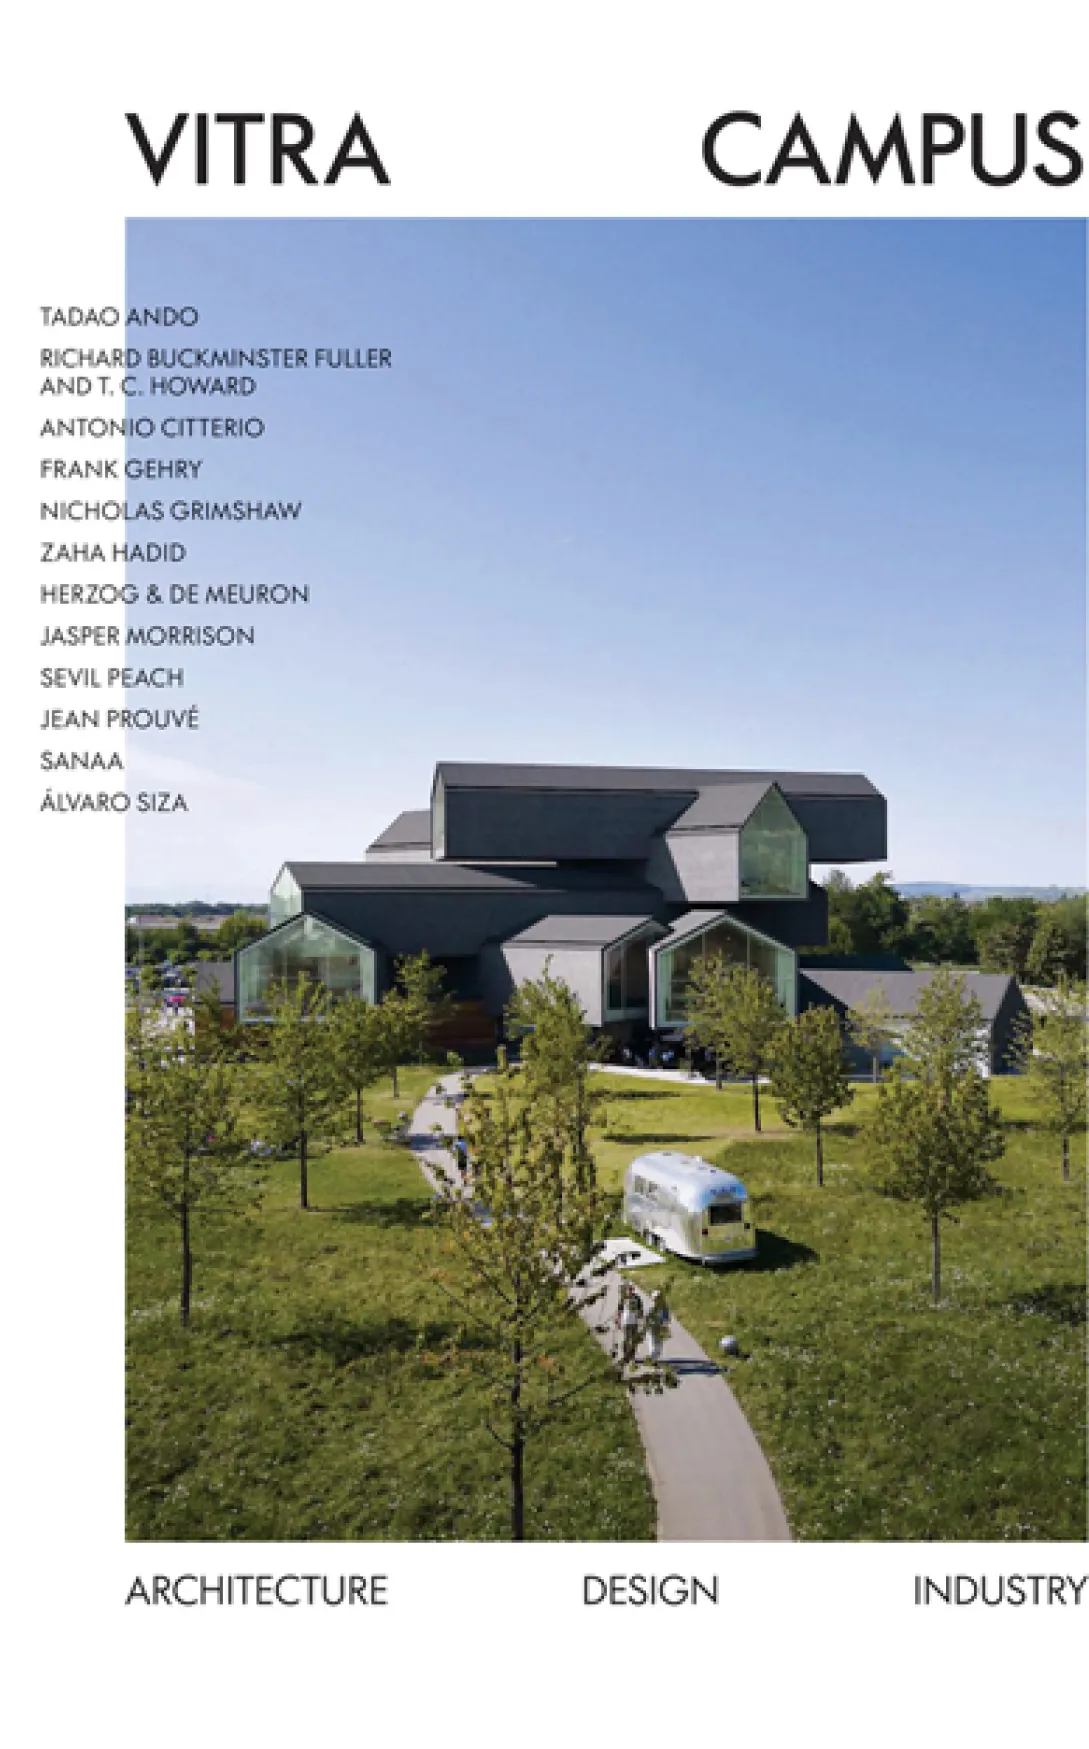 VITRA CAMPUS
TADAO ANDO
RICHARD BUCKMINSTER FULLER
AND T. C. HOWARD
ANTONIO CITTERIO
FRANK GEHRY
NICHOLAS GRIMSHAW
ZAHA HADID
HERZOG & DE MEURON
JASPER MORRISON
SEVIL PEACH
JEAN PROUVÉ
SANAA
ÁLVARO SIZA
ARCHITECTURE DESIGN INDUSTRY